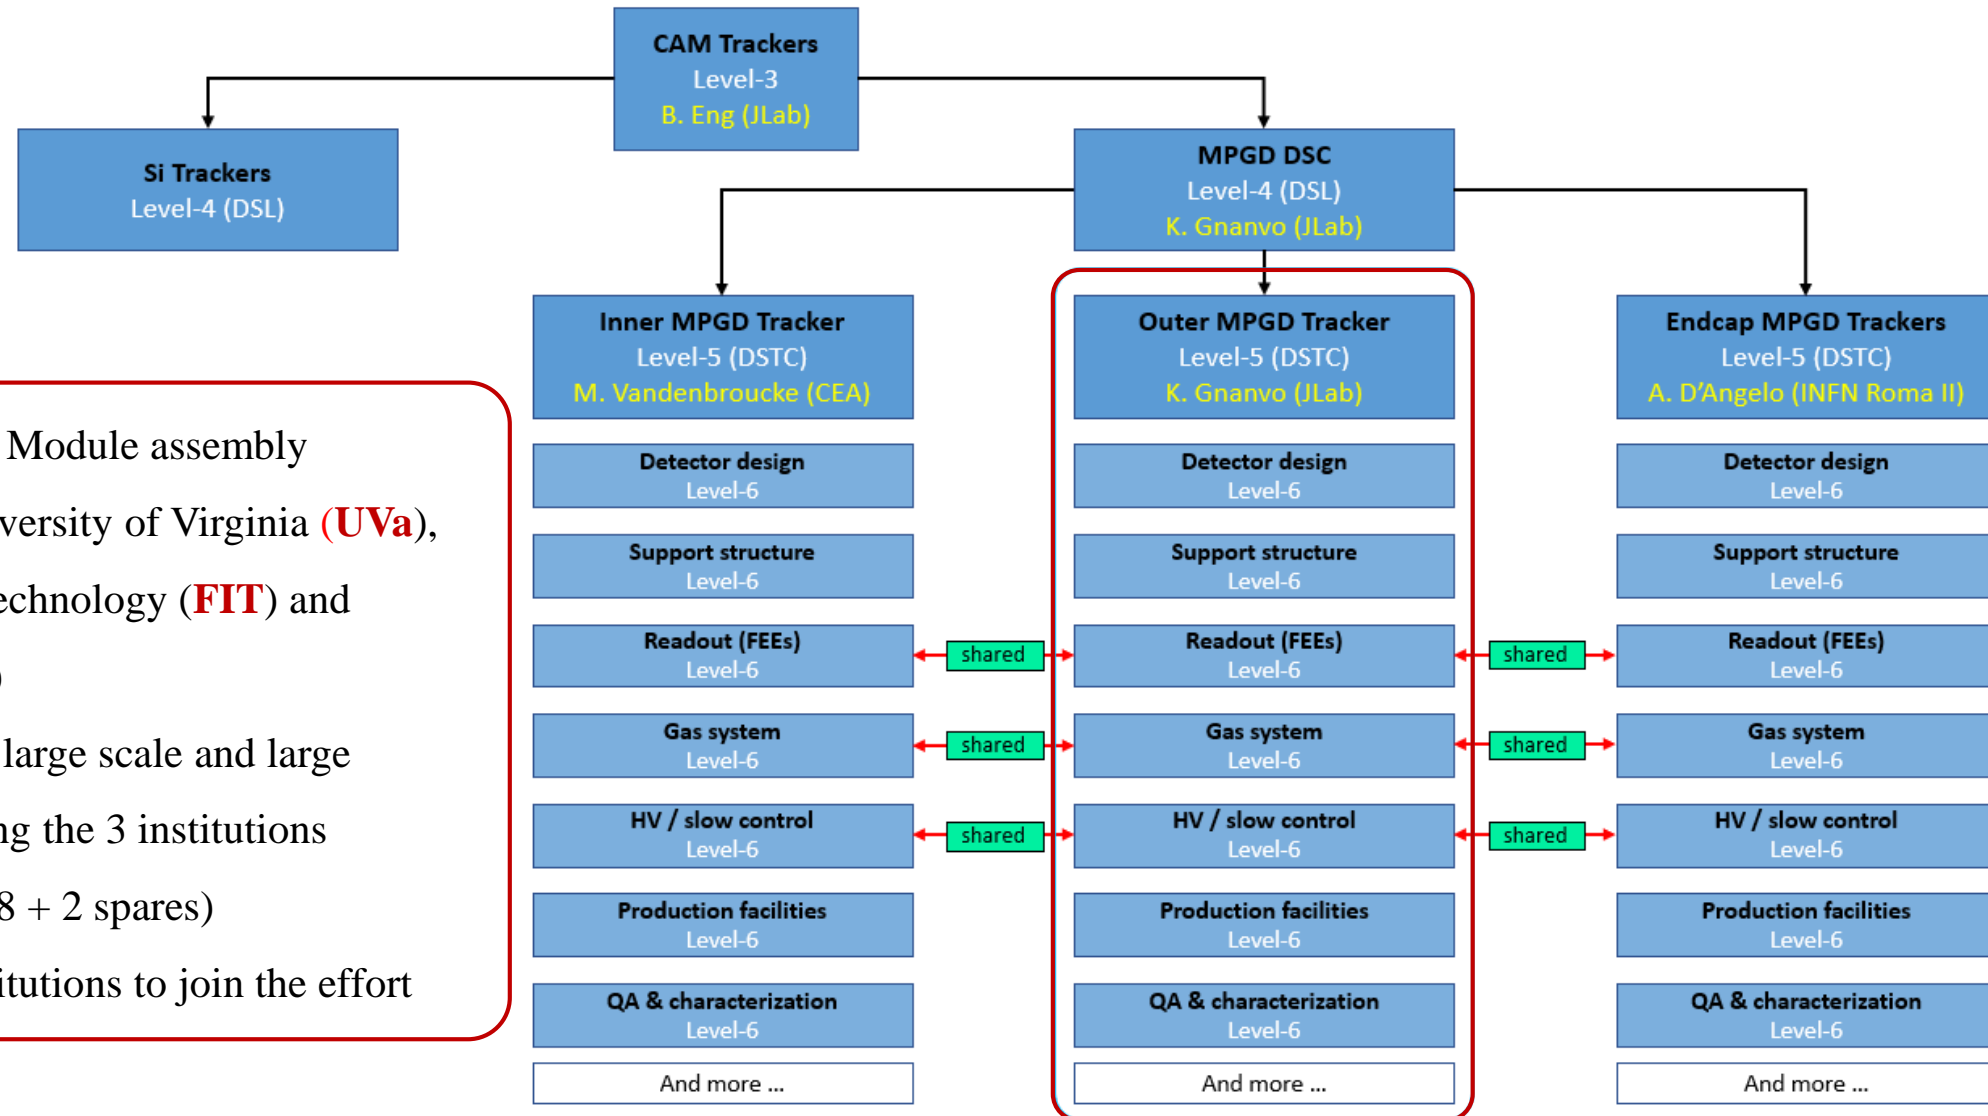 CAM Trackers
Level-3
B. Eng (JLab)
Si Trackers
Level-4 (DSL)
MPGD DSC
Level-4 (DSL)
K. Gnanvo (JLab)
Inner MPGD Tracker
Level-5 (DSTC)
M. Vandenbroucke (CEA)
Detector design
Level-6
Support structure
Level-6
Readout (FEEs)
Level-6
Gas system
Level-6
HV / slow control
Level-6
Production facilities
Level-6
QA & characterization
Level-6
And more ...
shared
shared
shared
Outer MPGD Tracker
Level-5 (DSTC)
K. Gnanvo (JLab)
Detector design
Level-6
Support structure
Level-6
Readout (FEEs)
Level-6
Gas system
Level-6
HV / slow control
Level-6
Production facilities
Level-6
QA & characterization
Level-6
And more ...
shared
shared
shared
Endcap MPGD Trackers
Level-5 (DSTC)
A. D'Angelo (INFN Roma II)
Detector design
Level-6
Support structure
Level-6
Readout (FEEs)
Level-6
Gas system
Level-6
HV / slow control
Level-6
Production facilities
Level-6
QA & characterization
Level-6
And more ...
Module assembly
of Virginia (UVa),
(FIT) and
)
large scale and large
the 3 institutions
8 + 2 spares)
to join the effort